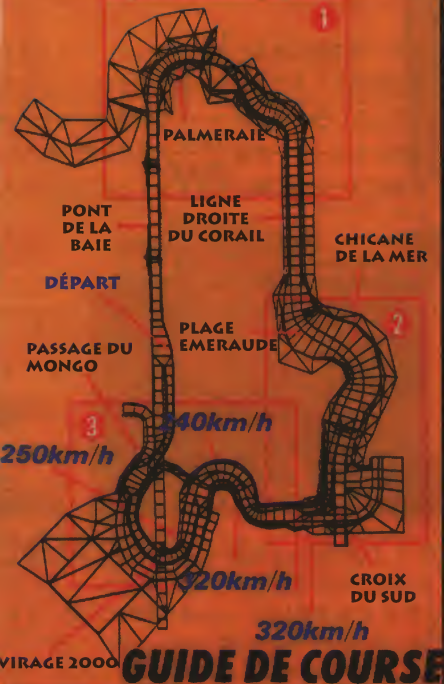 1
PALMERAIE
PONT
DE LA
BAIE
LIGNE
DROITE
DU CORAIL
CHICANE
DE LA MER
DÉPART
PLAGE
EMERAUDE
2
PASSAGE DU
MONGO
3
240km/h
250km/h
320km/h
CROIX
DU SUD
320km/h
VIRAGE 2000
GUIDE DE COURSE